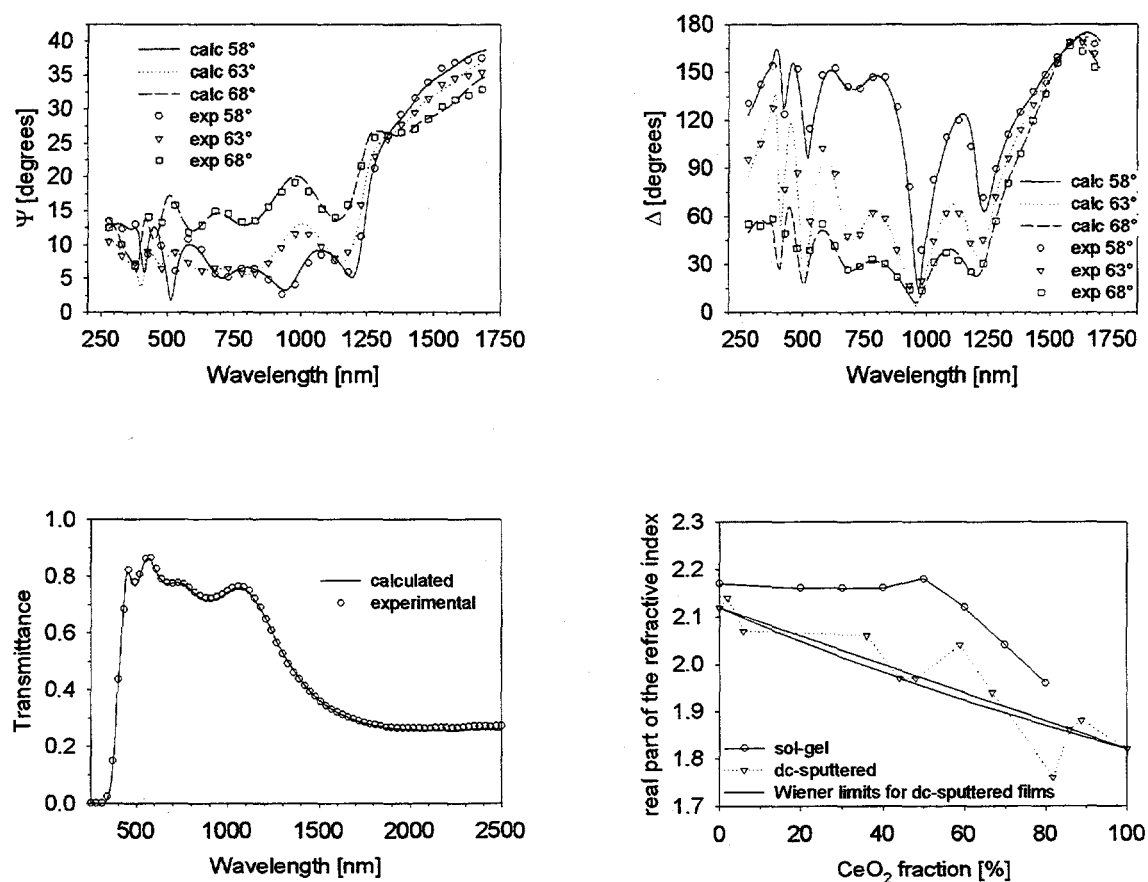 40
35
30
25
20
15
10
5
0
Ψ [degrees]
calc 58°
calc 63°
calc 68°
exp 58°
exp 63°
exp 68°
250 500 750 1000 1250 1500 1750
Wavelength [nm]
180
150
120
90
60
30
0
Δ [degrees]
calc 58°
calc 63°
calc 68°
exp 58°
exp 63°
exp 68°
250 500 750 1000 1250 1500 1750
Wavelength [nm]
1.0
0.8
0.6
0.4
0.2
0.0
Transmittance
calculated
experimental
500 1000 1500 2000 2500
Wavelength [nm]
2.3
2.2
2.1
2.0
1.9
1.8
1.7
real part of the refractive index
sol-gel
dc-sputtered
Wiener limits for dc-sputtered films
0 20 40 60 80 100
CeO₂ fraction [%]